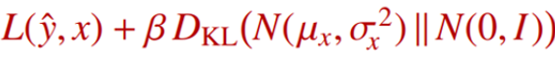 L(ŷ, x) + β D_KL(N(μ_x, σ_x^2) || N(0, I))